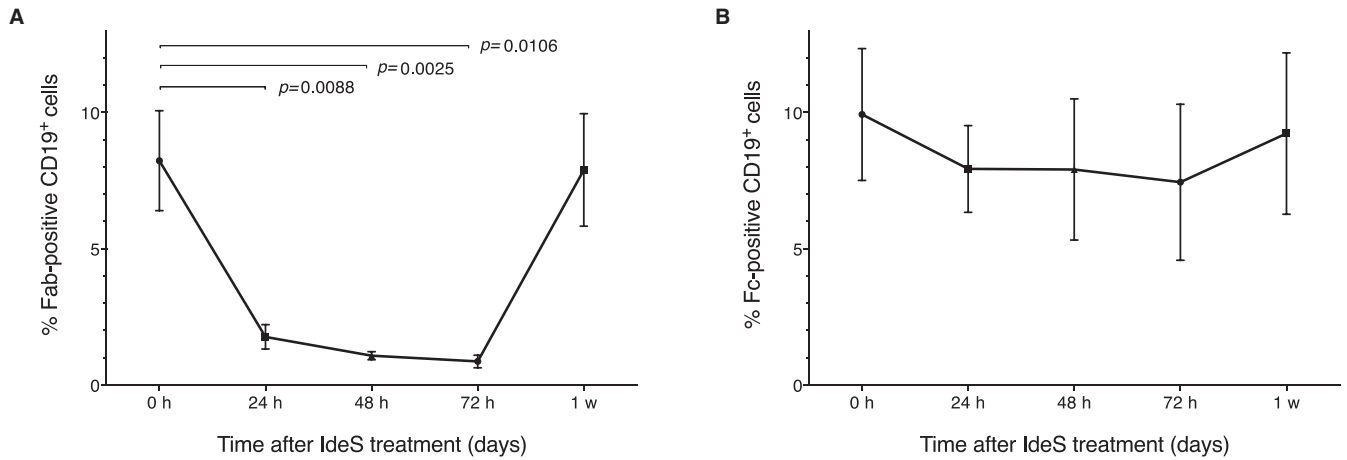 A
p=0.0106
p=0.0025
p=0.0088
% Fab-positive CD19+ cells
10
5
0
0 h 24 h 48 h 72 h 1 w
Time after IdeS treatment (days)
B
% Fc-positive CD19+ cells
10
5
0
0 h 24 h 48 h 72 h 1 w
Time after IdeS treatment (days)